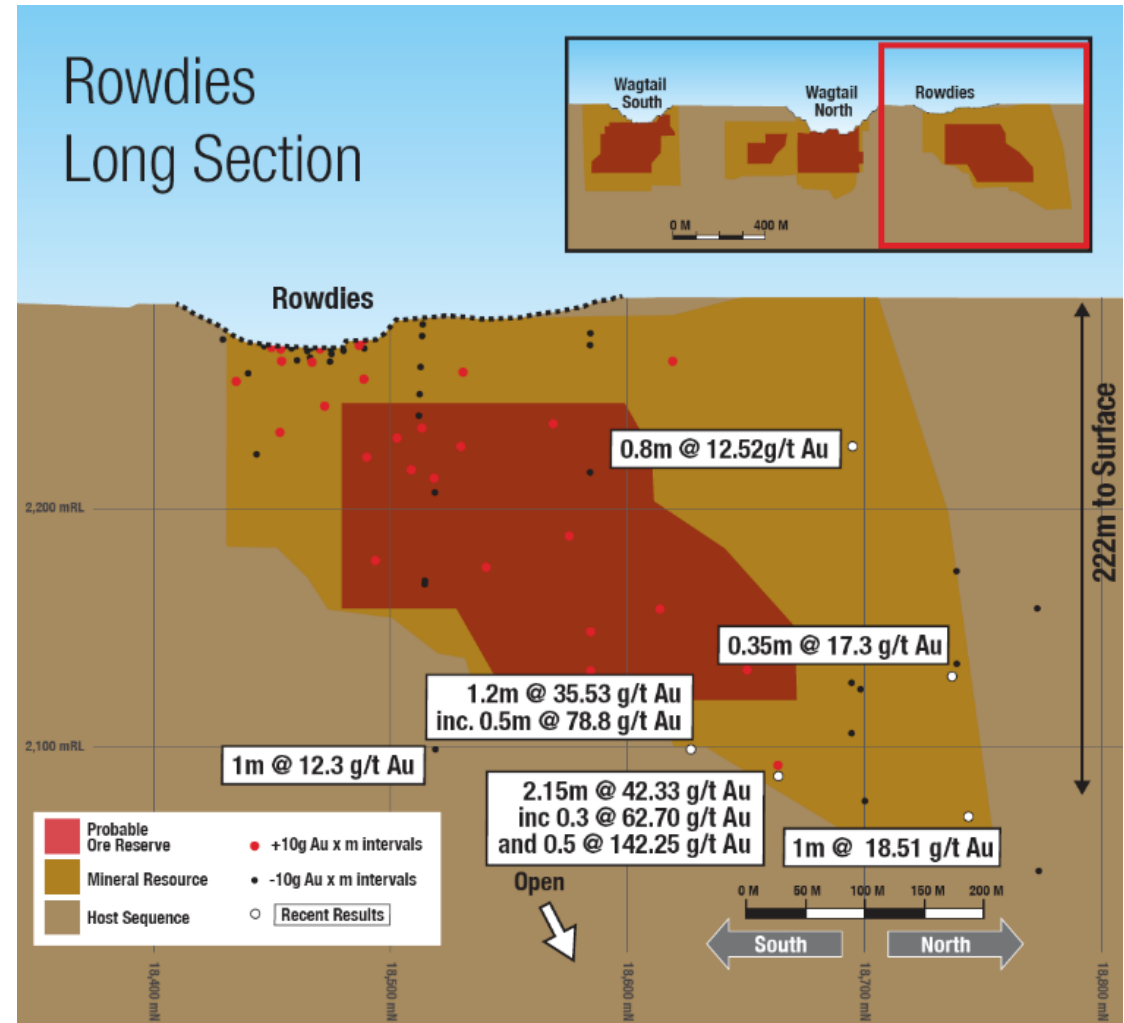 Rowdies
Long Section
Wagtail
South
Wagtail
North
Rowdies
0 M 400 M
Rowdies
222m to Surface
0.8m @ 12.52g/t Au
2,200 mRL
0.35m @ 17.3 g/t Au
1.2m @ 35.53 g/t Au
inc. 0.5m @ 78.8 g/t Au
2,100 mRL
1m @ 12.3 g/t Au
2.15m @ 42.33 g/t Au
inc 0.3 @ 62.70 g/t Au
and 0.5 @ 142.25 g/t Au
1m @ 18.51 g/t Au
Probable
Ore Reserve
+10g Au x m intervals
Mineral Resource
-10g Au x m intervals
Host Sequence
Recent Results
Open
0 M 50 M 100 M 150 M 200 M
South
North
18,400 mN
18,500 mN
18,600 mN
18,700 mN
18,800 mN